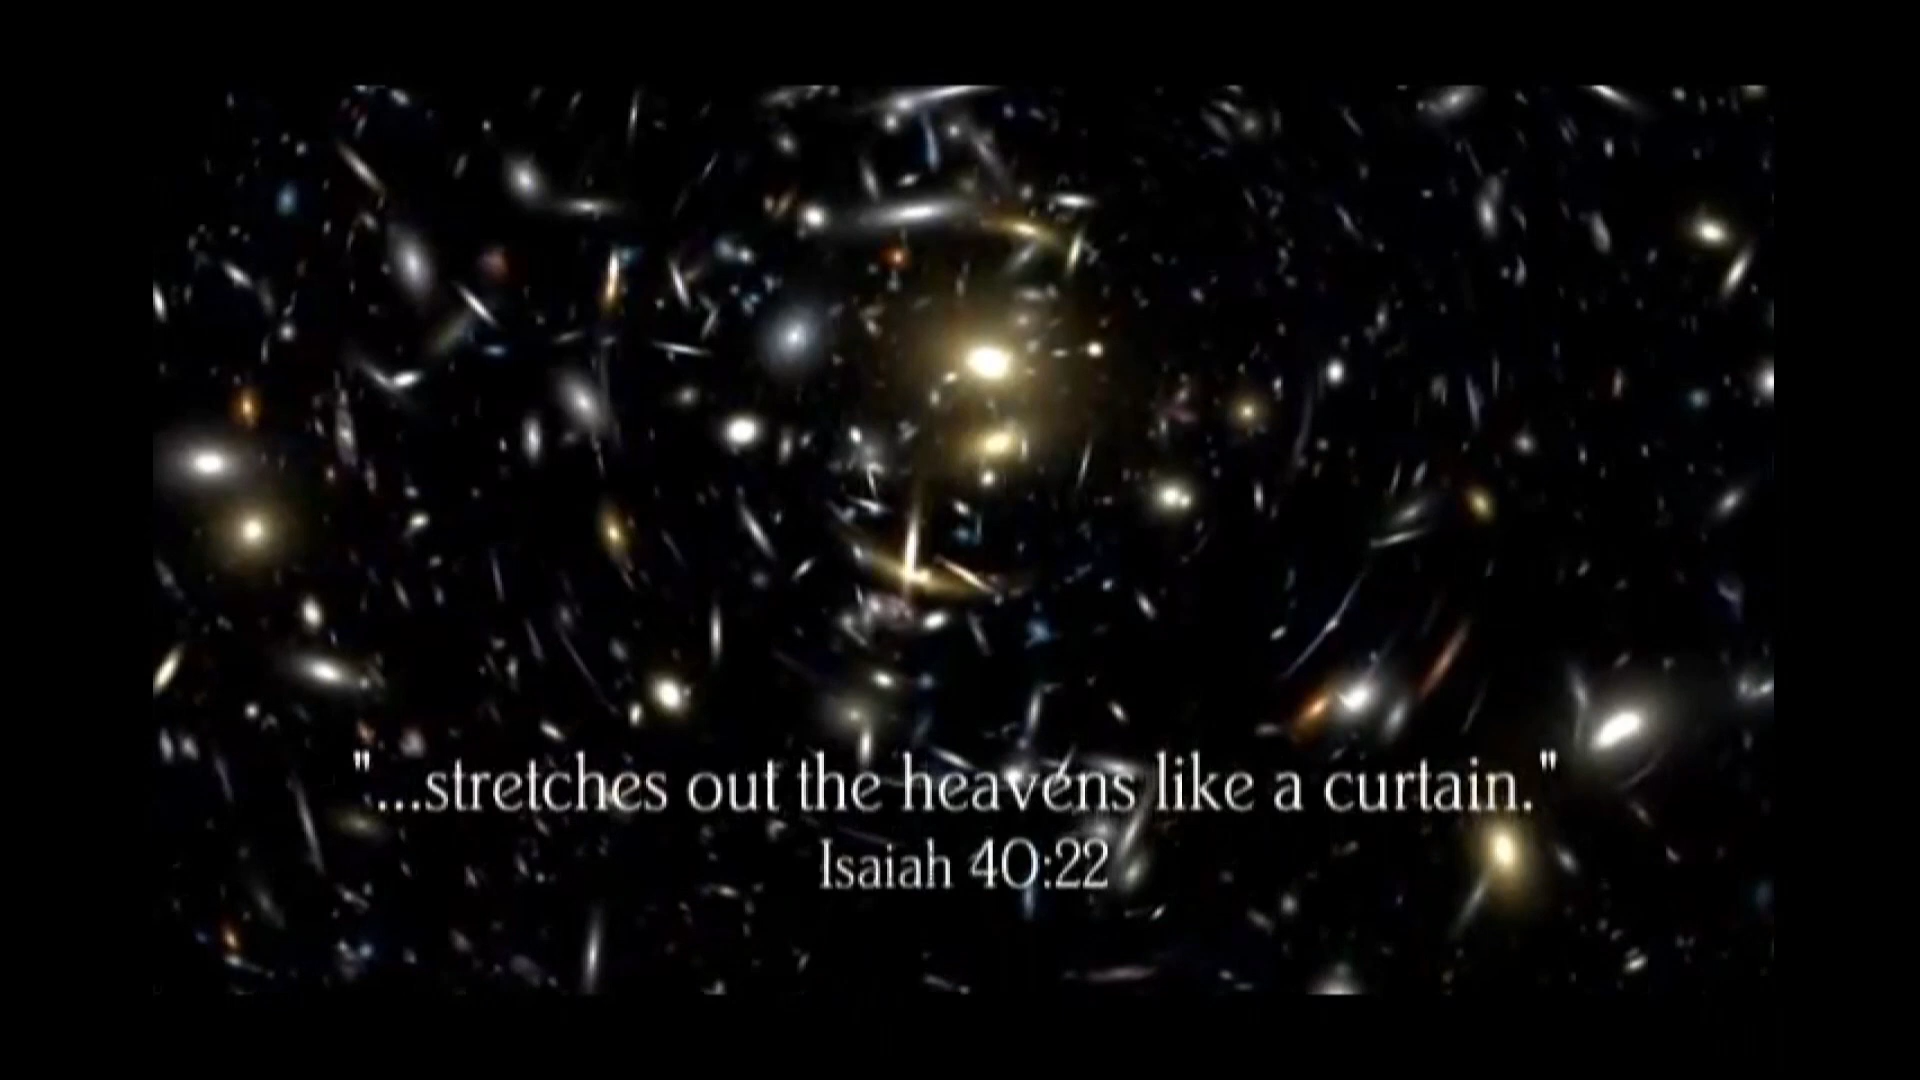 "...stretches out the heavens like a curtain."
Isaiah 40:22